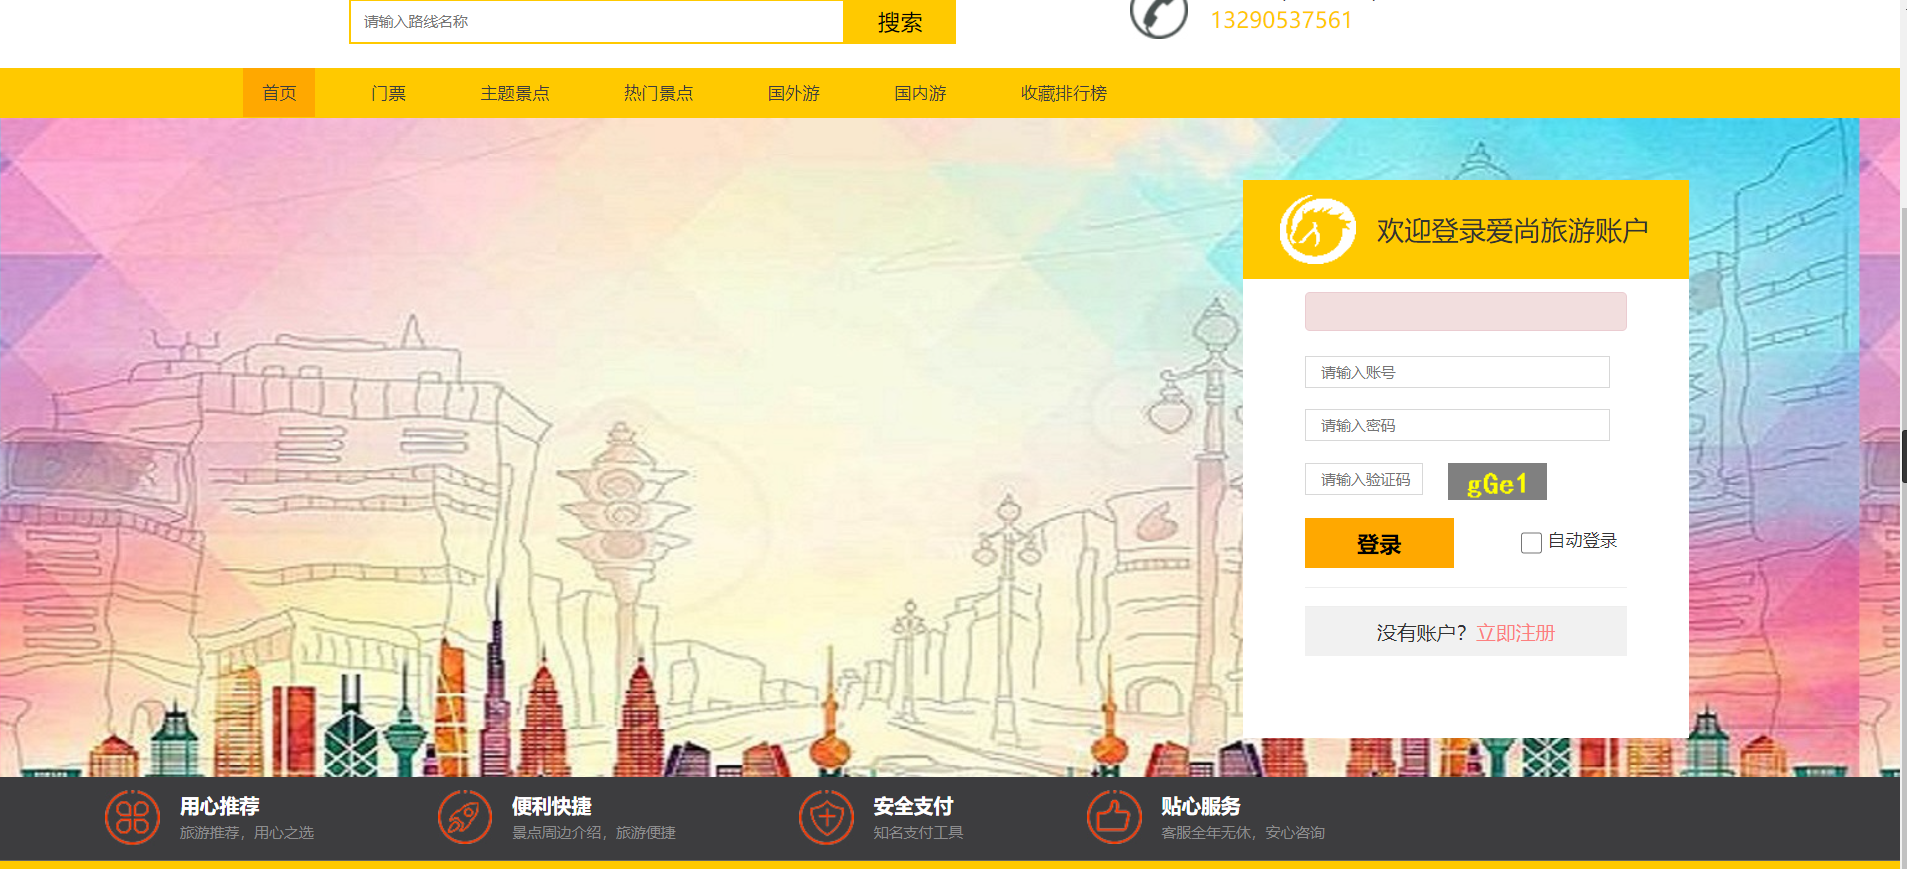 请输入路线名称
搜索
13290537561
首页 门票 主题景点 热门景点 国外游 国内游 收藏排行榜
欢迎登录爱尚旅游账户
请输入账号
请输入密码
请输入验证码 gGe1
登录 自动登录
没有账户？立即注册
用心推荐 便利快捷 安全支付 贴心服务
旅游推荐，用心之选 景点周边介绍，旅游便捷 知名支付工具 客服全年无休，安心咨询